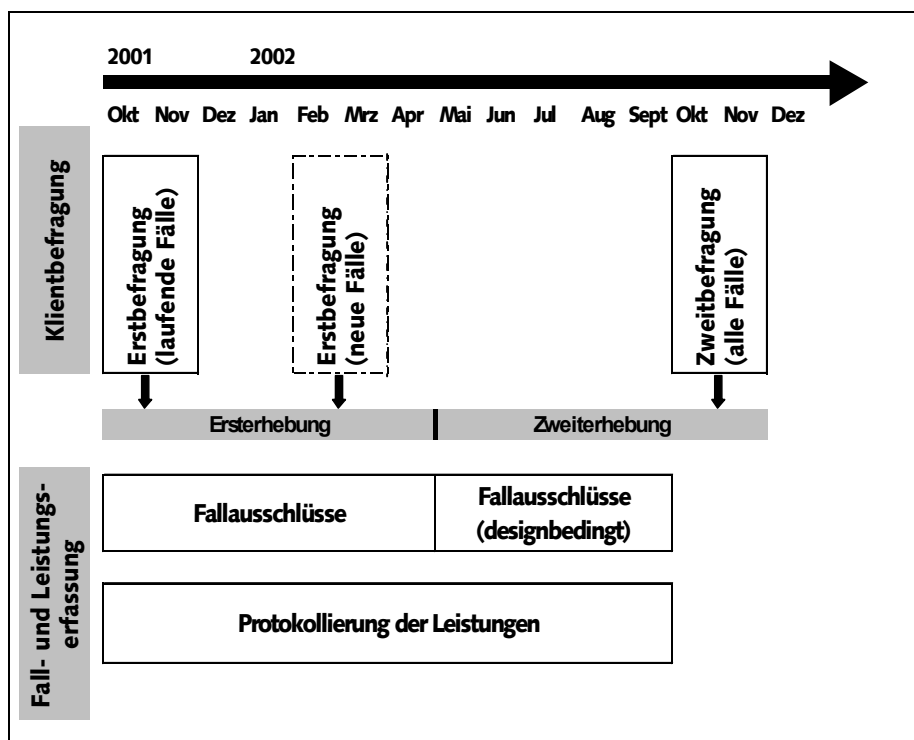 2001 2002
Okt Nov Dez Jan Feb Mrz Apr Mai Jun Jul Aug Sept Okt Nov Dez
Klientbefragung
Erstbefragung
(laufende Fälle)
Erstbefragung
(neue Fälle)
Zweitbefragung
(alle Fälle)
Ersterhebung Zweiterhebung
Fall- und Leistungs-
erfassung
Fallausschlüsse
Fallausschlüsse
(designbedingt)
Protokollierung der Leistungen